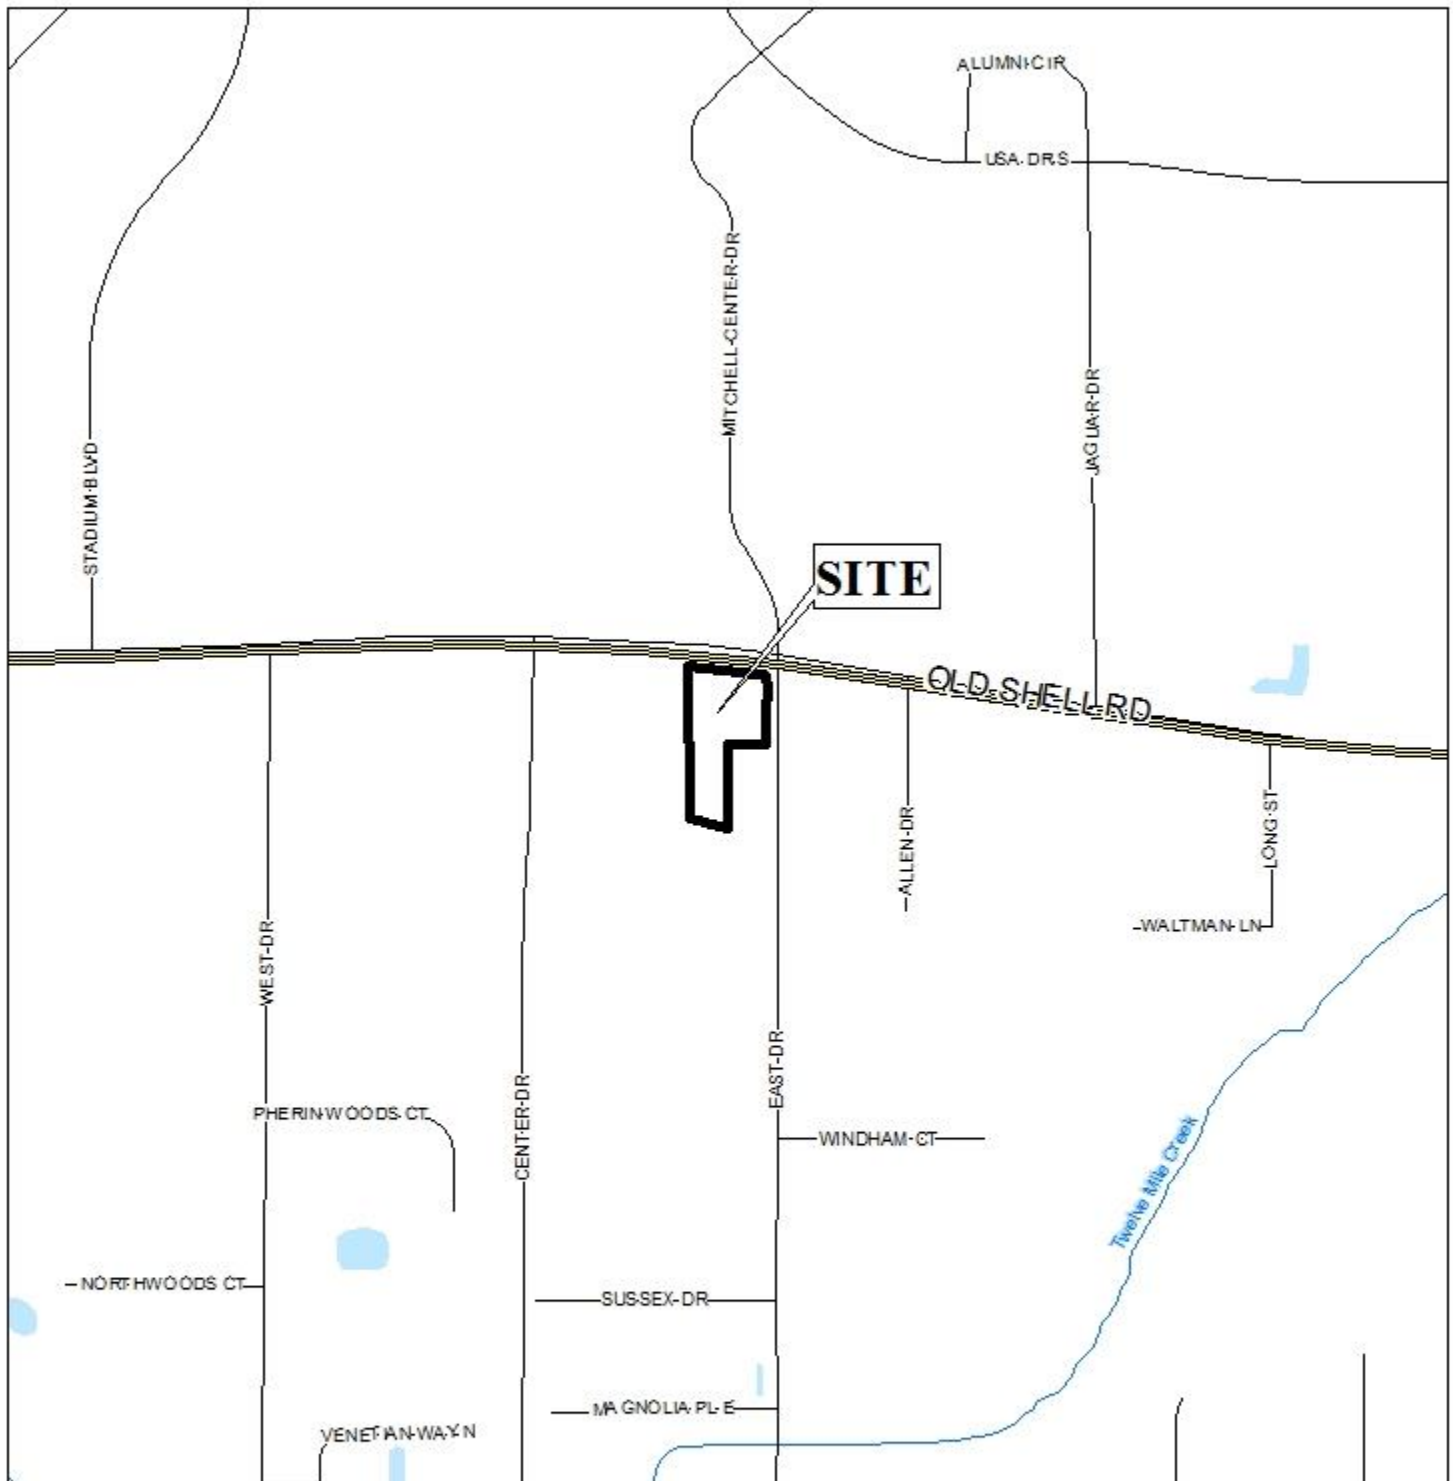 ALUMNI CIR
USA DR S
MITCHELL CENTER DR
JAGUAR DR
STADIUM BLVD
SITE
OLD SHELL RD
ALLEN DR
LONG ST
WALTMAN LN
WEST DR
EAST DR
CENTER DR
PHERIN WOODS CT
WINDHAM CT
Twelve Mile Creek
NORTHWOODS CT
SUSSEX DR
MAGNOLIA PL E
VENETIAN WAY N